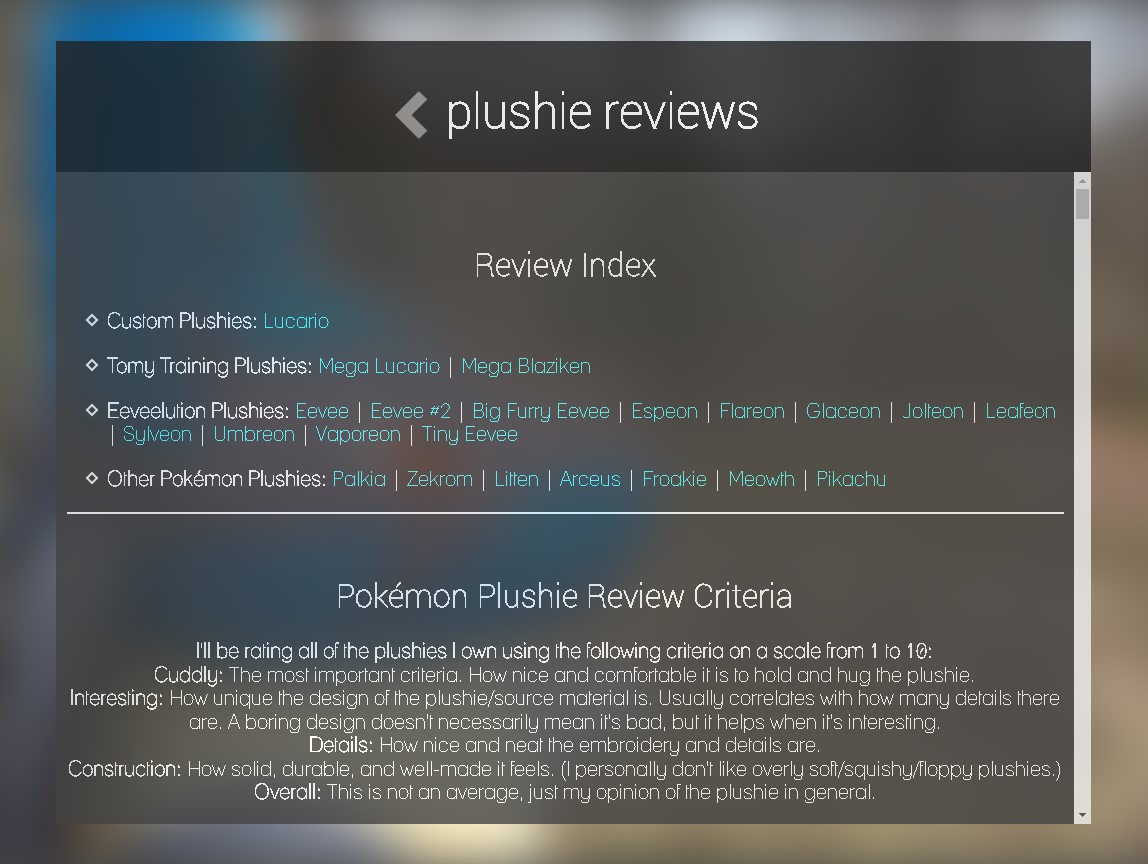 plushie reviews
Review Index
Custom Plushies: Lucario
Tomy Training Plushies: Mega Lucario | Mega Blaziken
Eeveelution Plushies: Eevee | Eevee #2 | Big Furry Eevee | Espeon | Flareon | Glaceon | Jolteon | Leafeon
| Sylveon | Umbreon | Vaporeon | Tiny Eevee
Other Pokémon Plushies: Palkia | Zekrom | Litten | Arceus | Froakie | Meowth | Pikachu
Pokémon Plushie Review Criteria
I'll be rating all of the plushies I own using the following criteria on a scale from 1 to 10:
Cuddly: The most important criteria. How nice and comfortable it is to hold and hug the plushie.
Interesting: How unique the design of the plushie/source material is. Usually correlates with how many details there
are. A boring design doesn't necessarily mean it's bad, but it helps when it's interesting.
Details: How nice and neat the embroidery and details are.
Construction: How solid, durable, and well-made it feels. (I personally don't like overly soft/squishy/floppy plushies.)
Overall: This is not an average, just my opinion of the plushie in general.